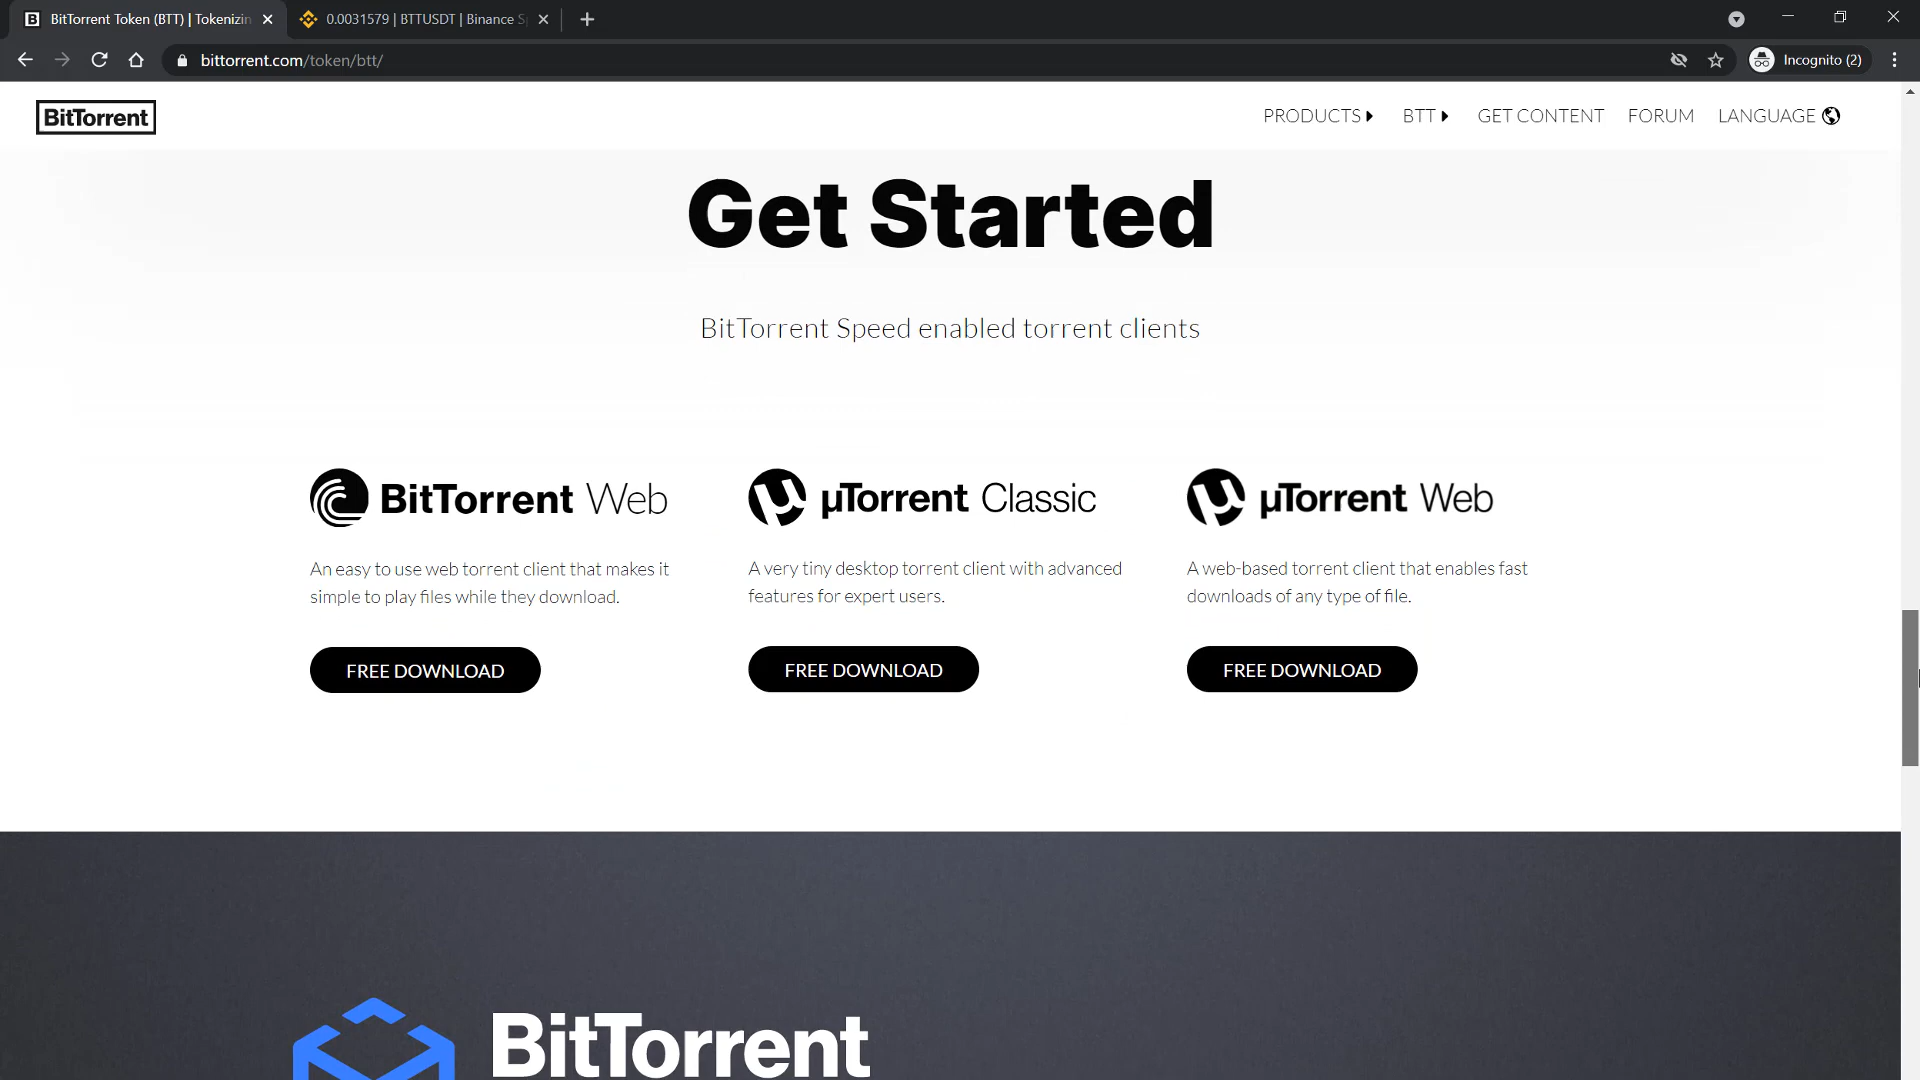 BitTorrent Token (BTT) | Tokenizin
0.0031579 | BTTUSDT | Binance S
bittorrent.com/token/btt/
Incognito (2)
BitTorrent
PRODUCTS
BTT
GET CONTENT
FORUM
LANGUAGE
Get Started
BitTorrent Speed enabled torrent clients
BitTorrent Web
µTorrent Classic
µTorrent Web
An easy to use web torrent client that makes it
simple to play files while they download.
A very tiny desktop torrent client with advanced
features for expert users.
A web-based torrent client that enables fast
downloads of any type of file.
FREE DOWNLOAD
FREE DOWNLOAD
FREE DOWNLOAD
BitTorrent